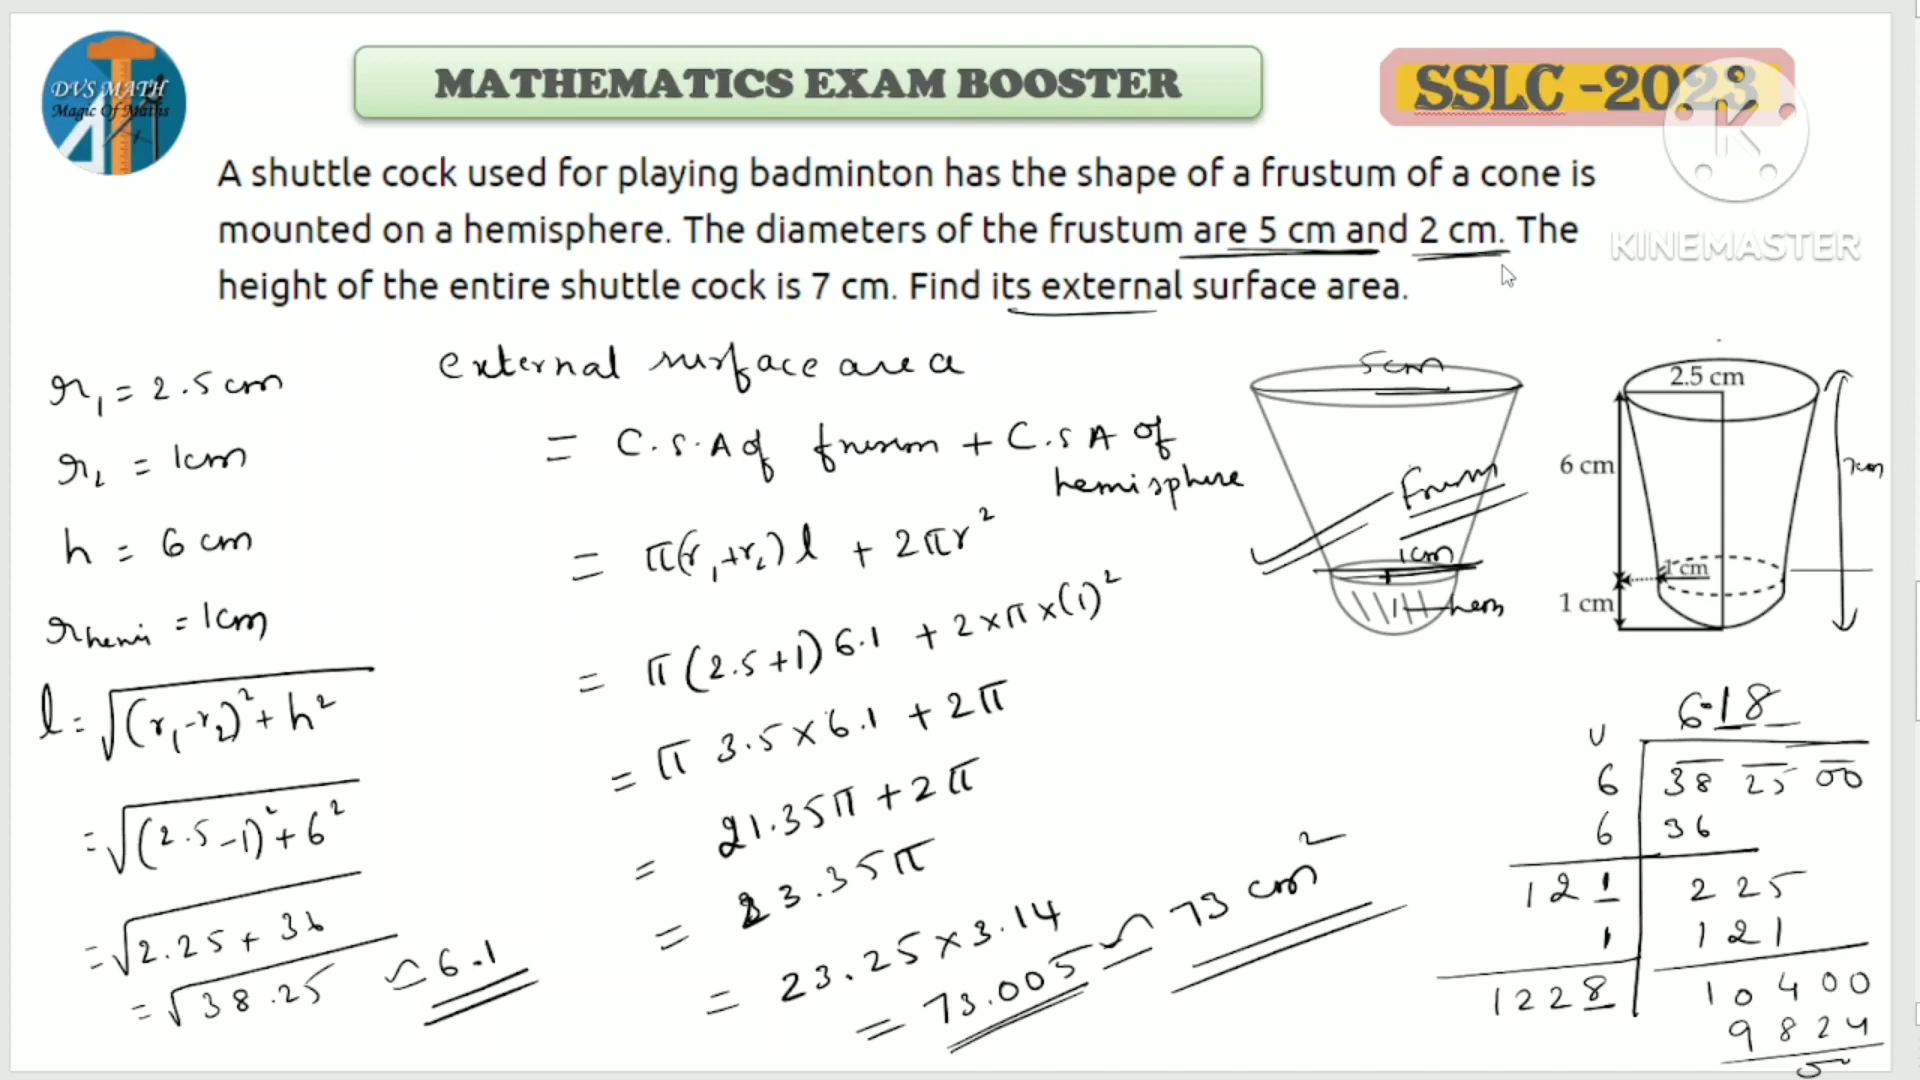 DV'S MATH
Magic Of Maths
MATHEMATICS EXAM BOOSTER
SSLC -2023
KINEMASTER
A shuttle cock used for playing badminton has the shape of a frustum of a cone is
mounted on a hemisphere. The diameters of the frustum are 5 cm and 2 cm. The
height of the entire shuttle cock is 7 cm. Find its external surface area.
r₁ = 2.5 cm
r₂ = 1cm
h = 6 cm
r hemi = 1cm
l = √(r₁-r₂)² + h²
= √(2.5-1)² + 6²
= √2.25 + 36
= √38.25 ≃ 6.1
external surface area
= C.S.A of frusum + C.S A of
hemisphere
= π(r₁+r₂) l + 2πr²
= π (2.5+1) 6.1 + 2×π×(1)²
= π 3.5×6.1 + 2π
= 21.35π + 2π
= 23.35π
= 23.25×3.14
= 73.005 ≃ 73 cm²
5cm
Frusum
1cm
hem
2.5 cm
6 cm
7cm
1 cm
1 cm
6.18
6 38 25 00
6 36
121 225
1 121
1228 10400
9824